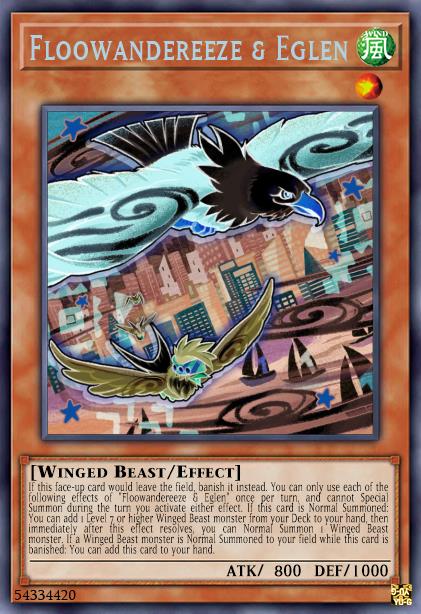 FLOOWANDEREEZE & EGLEN
WIND
風
[WINGED BEAST/EFFECT]
If this face-up card would leave the field, banish it instead. You can only use each of the
following effects of "Floowandereeze & Eglen" once per turn, and cannot Special
Summon during the turn you activate either effect. If this card is Normal Summoned:
You can add 1 Level 7 or higher Winged Beast monster from your Deck to your hand, then
immediately after this effect resolves, you can Normal Summon 1 Winged Beast
monster. If a Winged Beast monster is Normal Summoned to your field while this card is
banished: You can add this card to your hand.
ATK/ 800 DEF/1000
54334420